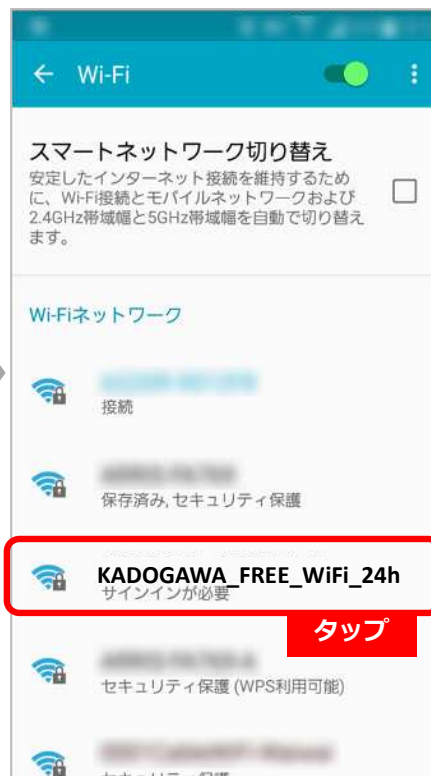 Wi-Fi
スマートネットワーク切り替え
安定したインターネット接続を維持するため
に、Wi-Fi接続とモバイルネットワークおよび
2.4GHz帯域幅と5GHz帯域幅を自動で切り替え
ます。
Wi-Fiネットワーク
接続
保存済み, セキュリティ保護
KADOGAWA_FREE_WiFi_24h
サインインが必要
タップ
セキュリティ保護 (WPS利用可能)